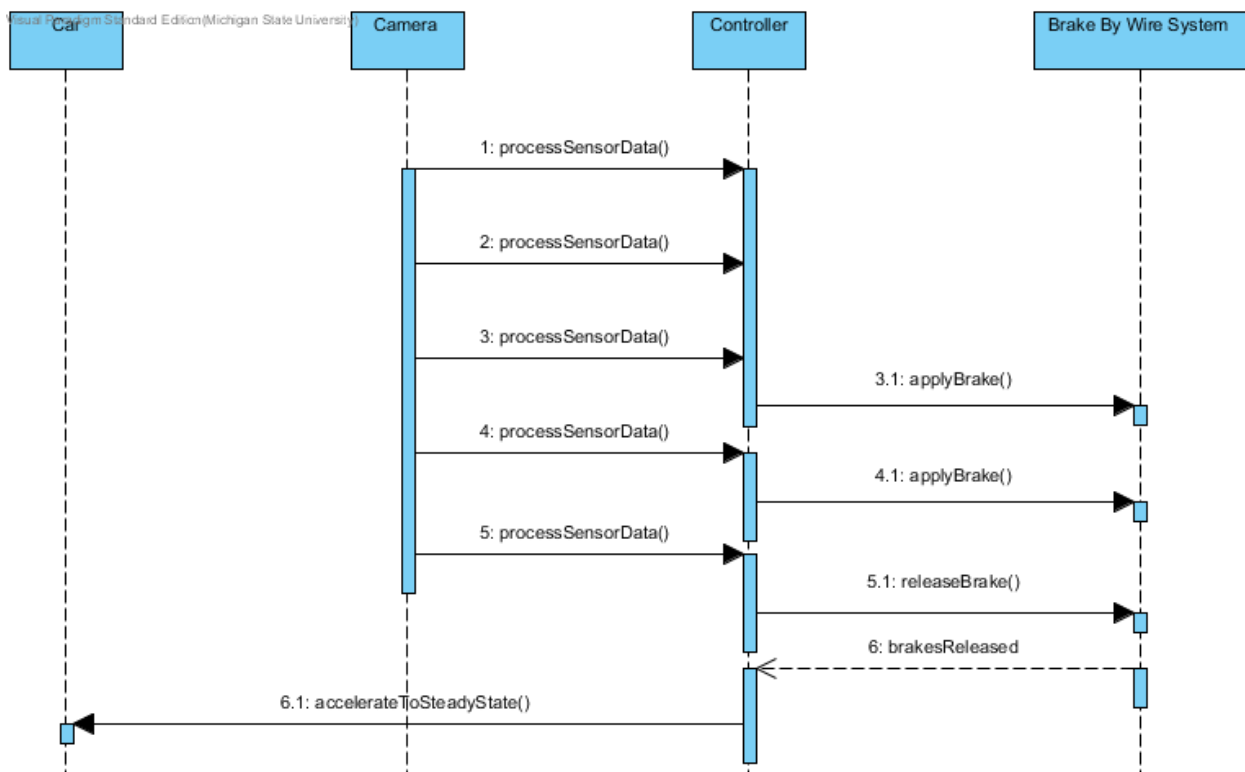 Visual Paradigm Standard Edition(Michigan State University)
Car
Camera
Controller
Brake By Wire System
1: processSensorData()
2: processSensorData()
3: processSensorData()
3.1: applyBrake()
4: processSensorData()
4.1: applyBrake()
5: processSensorData()
5.1: releaseBrake()
6: brakesReleased
6.1: accelerateToSteadyState()